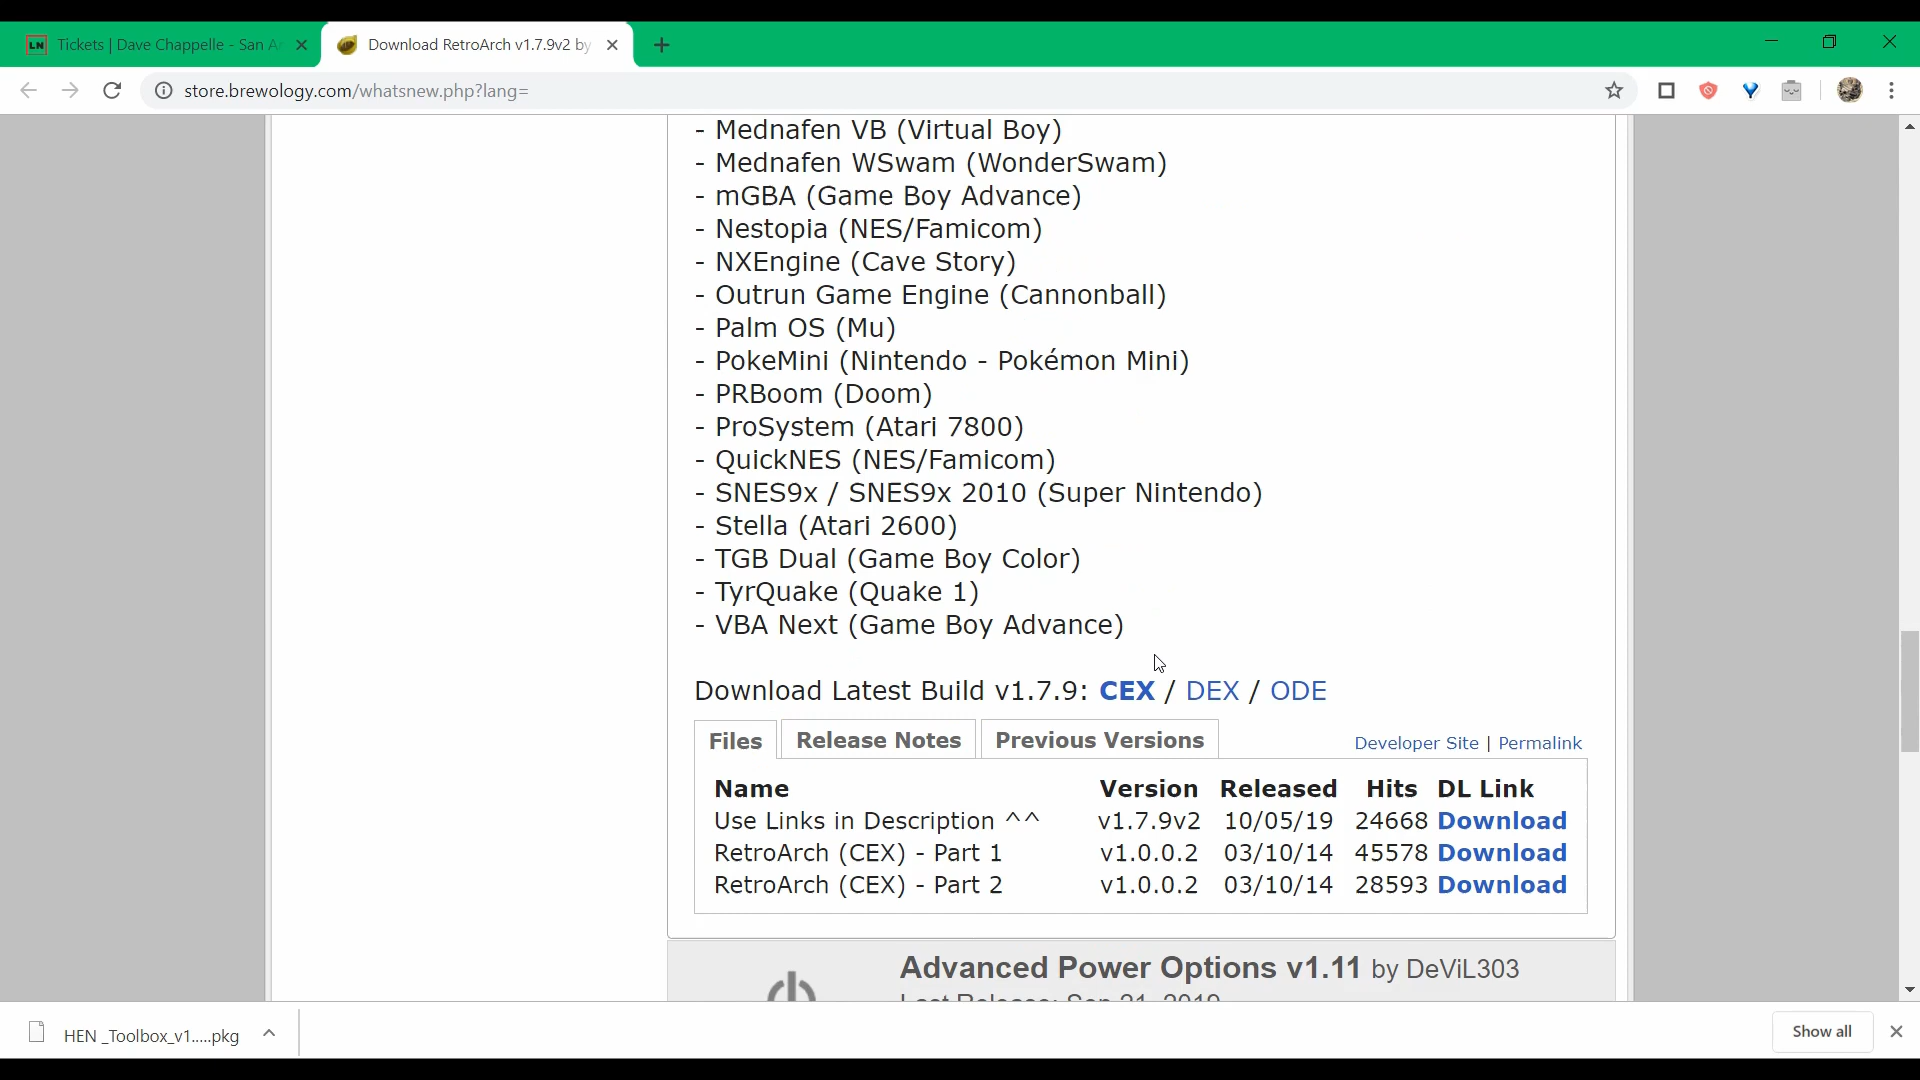 LN Tickets | Dave Chappelle - San A
Download RetroArch v1.7.9v2 by
store.brewology.com/whatsnew.php?lang=
- Mednafen VB (Virtual Boy)
- Mednafen WSwam (WonderSwam)
- mGBA (Game Boy Advance)
- Nestopia (NES/Famicom)
- NXEngine (Cave Story)
- Outrun Game Engine (Cannonball)
- Palm OS (Mu)
- PokeMini (Nintendo - Pokémon Mini)
- PRBoom (Doom)
- ProSystem (Atari 7800)
- QuickNES (NES/Famicom)
- SNES9x / SNES9x 2010 (Super Nintendo)
- Stella (Atari 2600)
- TGB Dual (Game Boy Color)
- TyrQuake (Quake 1)
- VBA Next (Game Boy Advance)
Download Latest Build v1.7.9: CEX / DEX / ODE
Files Release Notes Previous Versions Developer Site | Permalink
Name Version Released Hits DL Link
Use Links in Description ^^ v1.7.9v2 10/05/19 24668 Download
RetroArch (CEX) - Part 1 v1.0.0.2 03/10/14 45578 Download
RetroArch (CEX) - Part 2 v1.0.0.2 03/10/14 28593 Download
Advanced Power Options v1.11 by DeViL303
Last Release: Sep 21, 2019
HEN _Toolbox_v1.....pkg
Show all